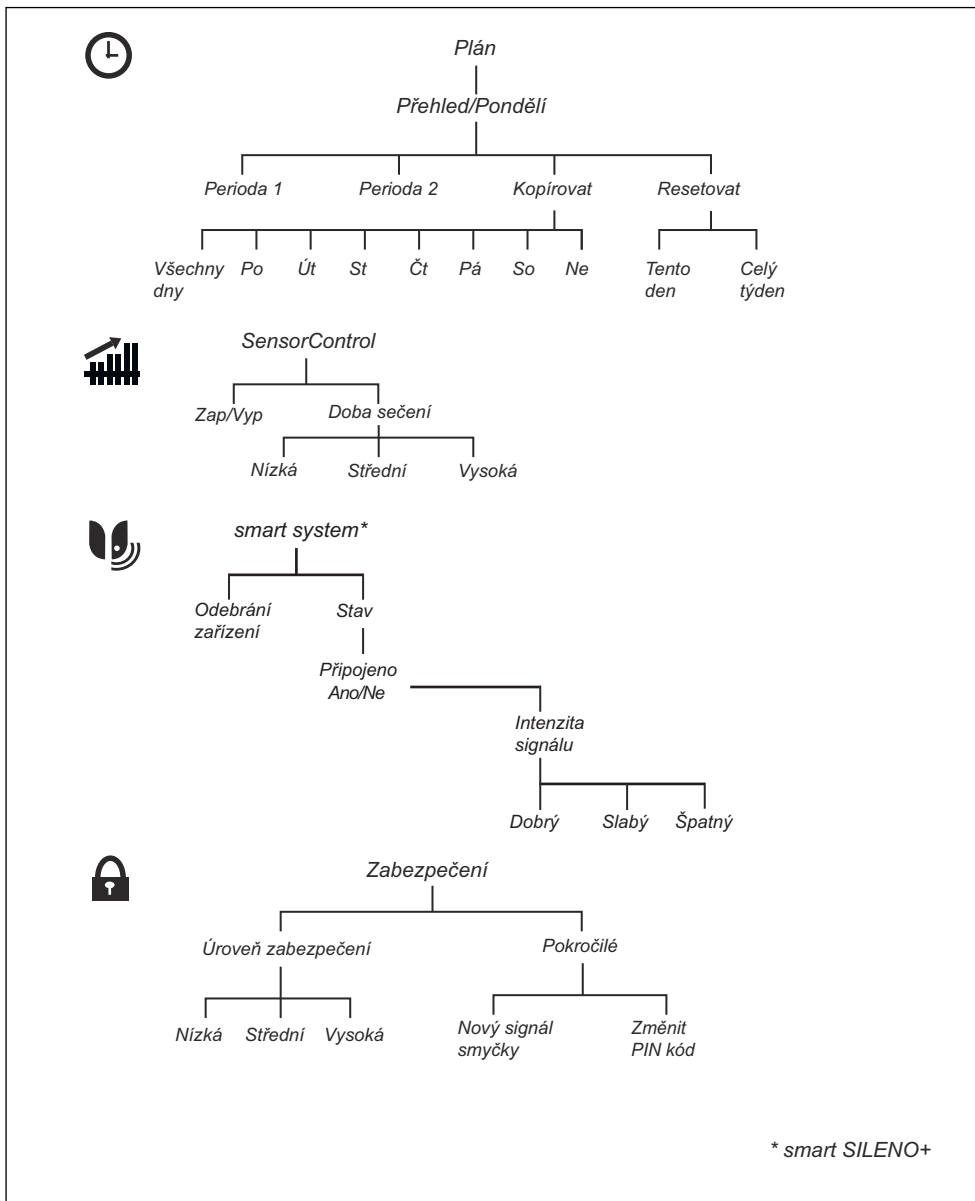 Plán
Přehled/Pondělí
Perioda 1 Perioda 2 Kopírovat Resetovat
Všechny Po Út St Čt Pá So Ne Tento Celý
dny den týden
SensorControl
Zap/Vyp Doba sečení
Nízká Střední Vysoká
smart system*
Odebrání Stav
zařízení
Připojeno
Ano/Ne
Intenzita
signálu
Dobrý Slabý Špatný
Zabezpečení
Úroveň zabezpečení Pokročilé
Nízká Střední Vysoká Nový signál Změnit
smyčky PIN kód
* smart SILENO+